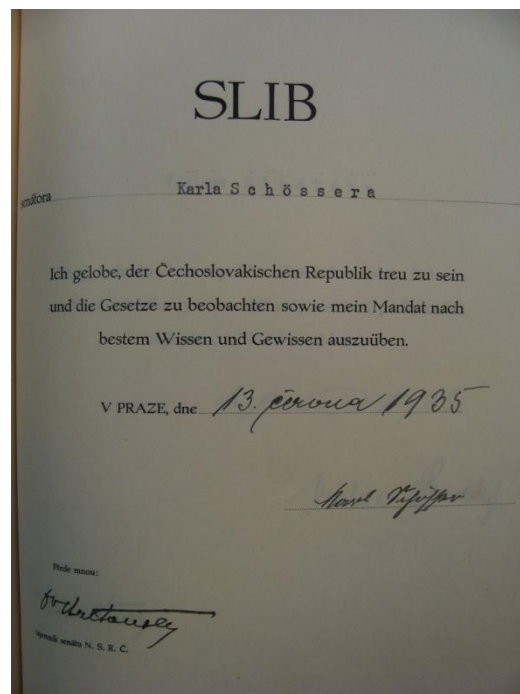 SLIB
senátora Karla Schössera
Ich gelobe, der Čechoslovakischen Republik treu zu sein
und die Gesetze zu beobachten sowie mein Mandat nach
bestem Wissen und Gewissen auszuüben.
V PRAZE, dne 13. června 1935
Karel Schösser
Přede mnou:
senátu N. S. R. Č.